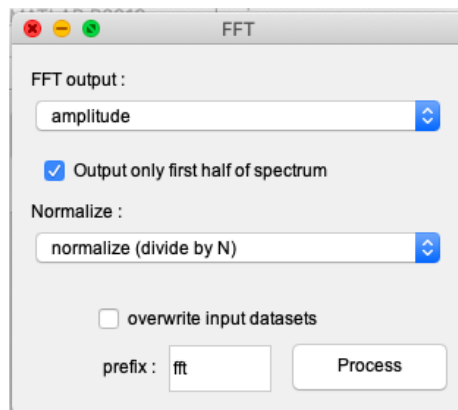 FFT
FFT output :
amplitude
Output only first half of spectrum
Normalize :
normalize (divide by N)
overwrite input datasets
prefix : fft Process